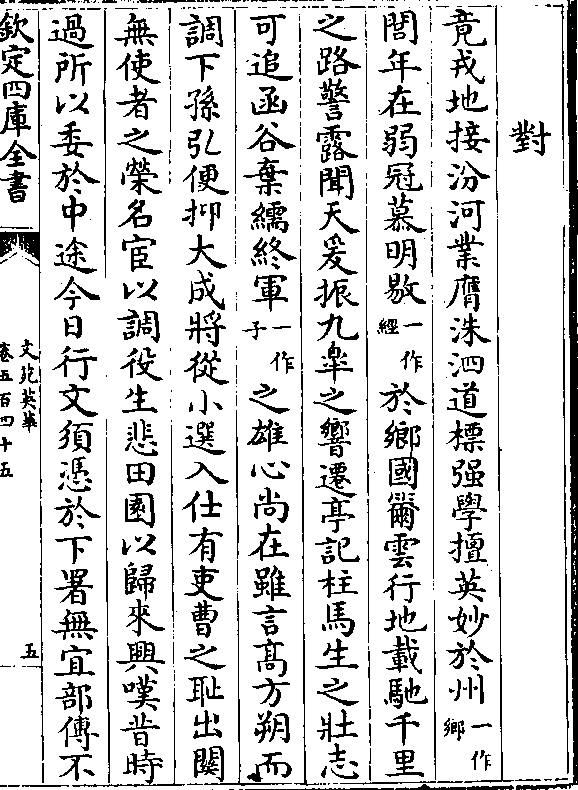 對
竟戎地接汾河業膺洙泗道標强學擅英妙於州一作鄉
閭年在弱冠慕明敭一作經於鄉國爾雲行地載馳千里
之路警露聞天爰振九臯之響遷亭記柱馬生之壯志
可追函谷棄繻終軍一作子之雄心尚在雖言髙方朔而
調下孫弘便抑大成將從小選入仕有吏曹之耻出關
無使者之榮名宦以調役生悲田園以歸來興嘆昔時
過所以委於中途今日行文須憑於下署無宜部傳不
欽定四庫全書
文苑英華
卷五百四十五
五